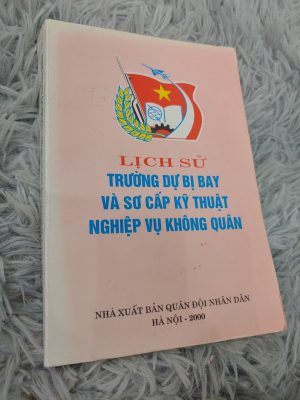 LỊCH SỬ
TRƯỜNG DỰ BỊ BAY
VÀ SƠ CẤP KỸ THUẬT
NGHIỆP VỤ KHÔNG QUÂN
NHÀ XUẤT BẢN QUÂN ĐỘI NHÂN DÂN
HÀ NỘI - 2000